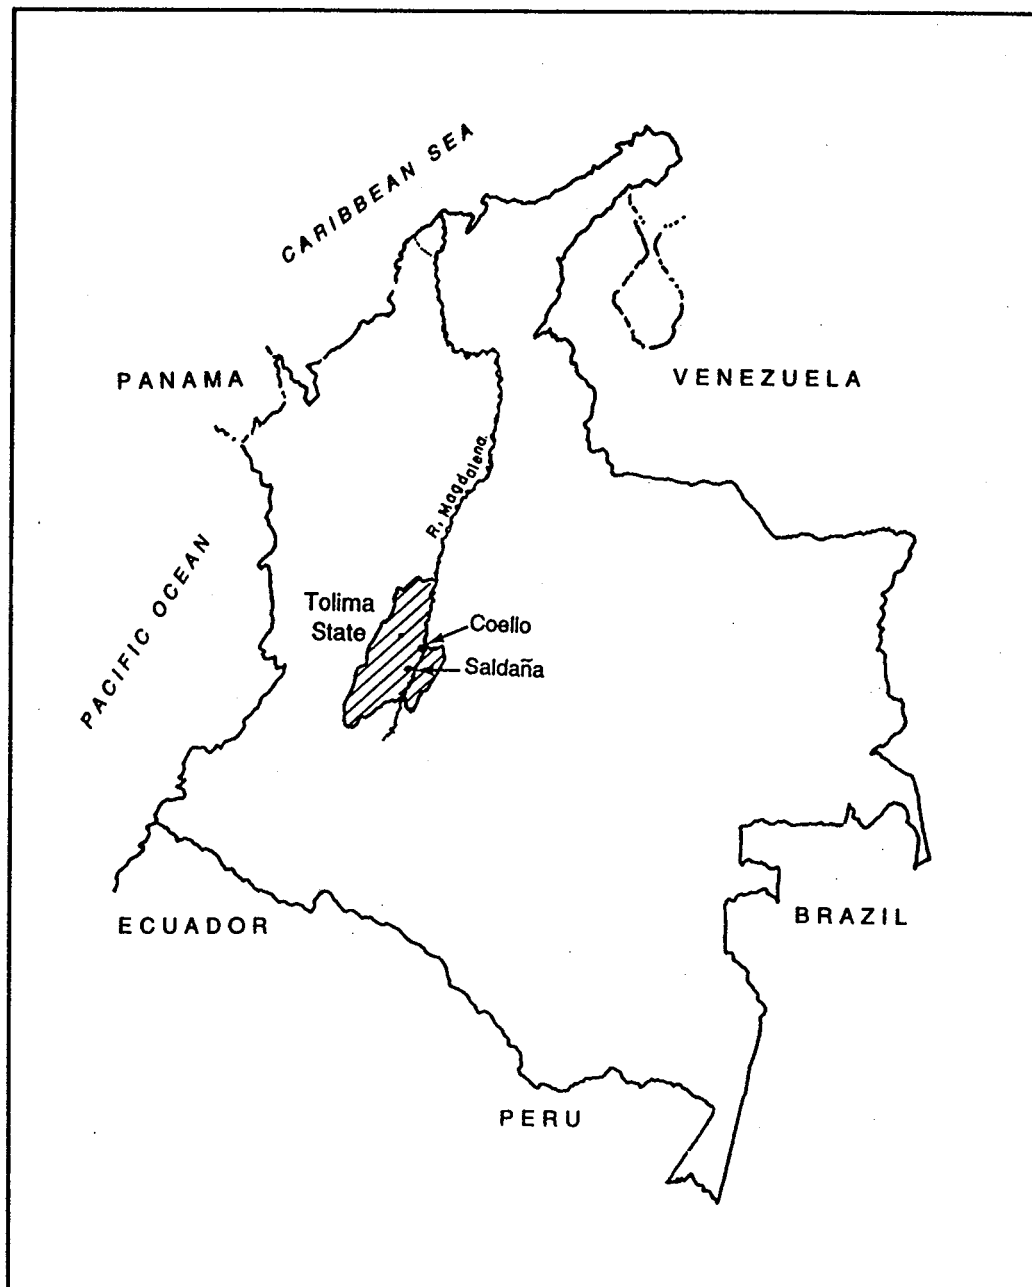 CARIBBEAN SEA
PANAMA
VENEZUELA
R. Magdalena
PACIFIC OCEAN
Tolima
State
Coello
Saldaña
ECUADOR
BRAZIL
PERU